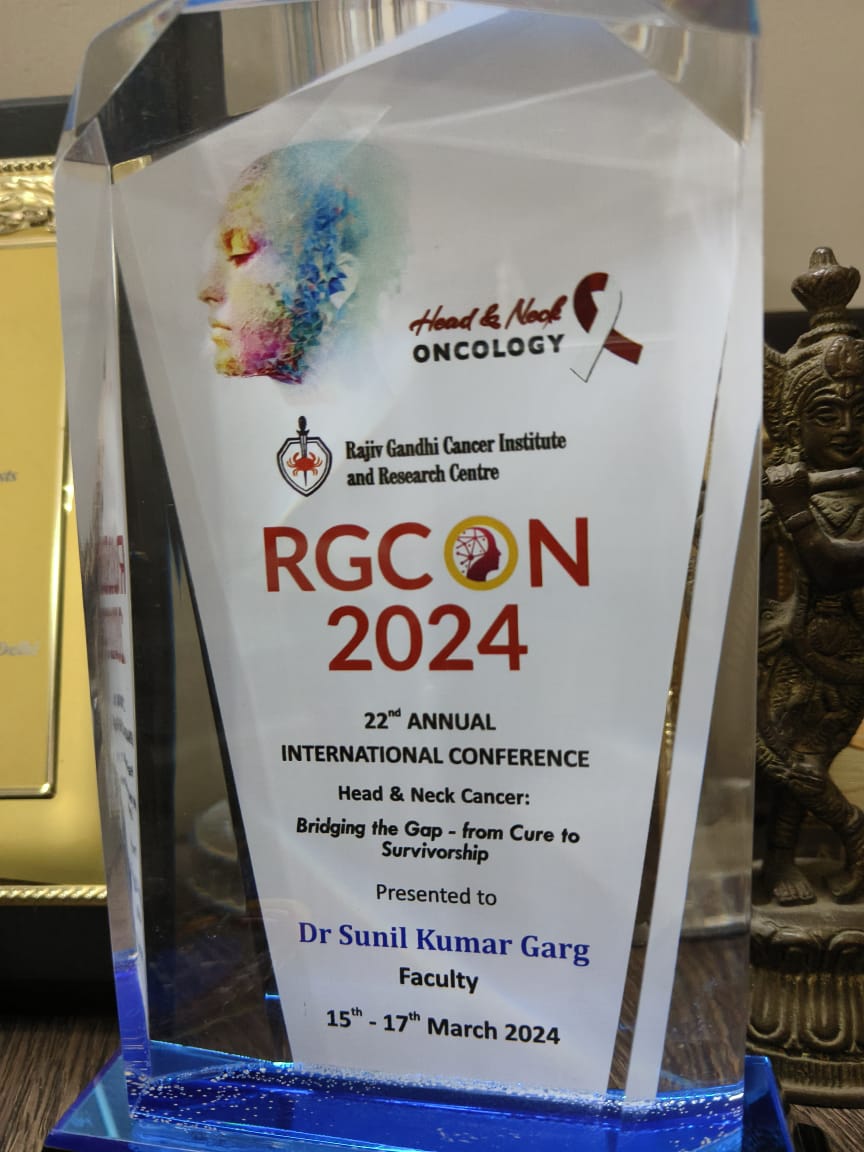 Head & Neck
ONCOLOGY
Rajiv Gandhi Cancer Institute
and Research Centre
RGCON
2024
22nd ANNUAL
INTERNATIONAL CONFERENCE
Head & Neck Cancer:
Bridging the Gap - from Cure to
Survivorship
Presented to
Dr Sunil Kumar Garg
Faculty
15th - 17th March 2024